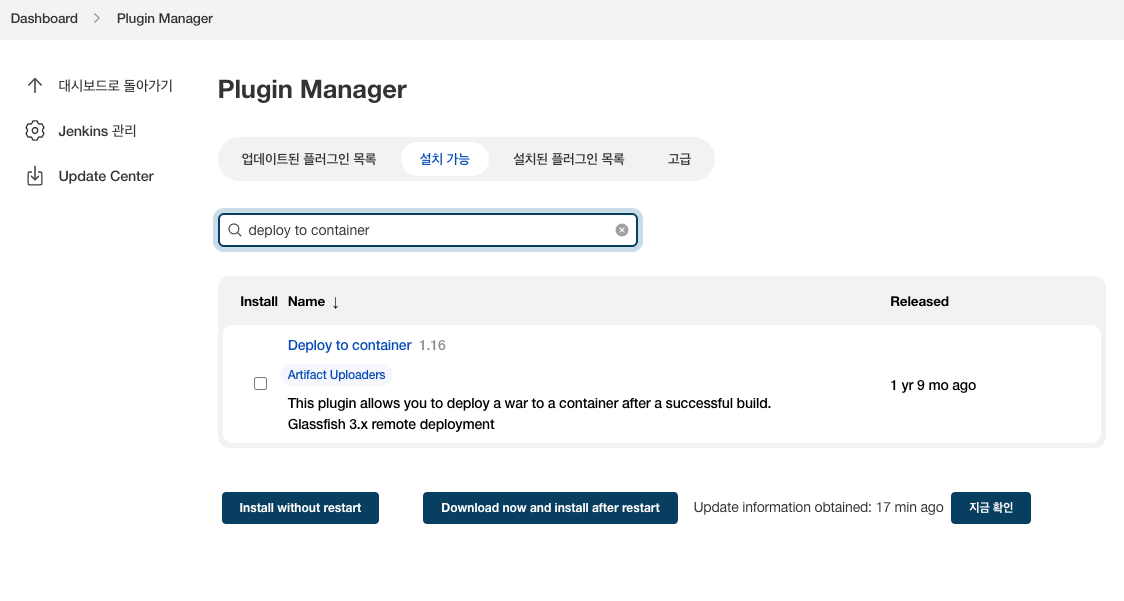 Dashboard > Plugin Manager
대시보드로 돌아가기
Jenkins 관리
Update Center
Plugin Manager
업데이트된 플러그인 목록 설치 가능 설치된 플러그인 목록 고급
deploy to container
Install Name ↓ Released
Deploy to container 1.16
Artifact Uploaders
This plugin allows you to deploy a war to a container after a successful build.
Glassfish 3.x remote deployment
1 yr 9 mo ago
Install without restart Download now and install after restart Update information obtained: 17 min ago 지금 확인